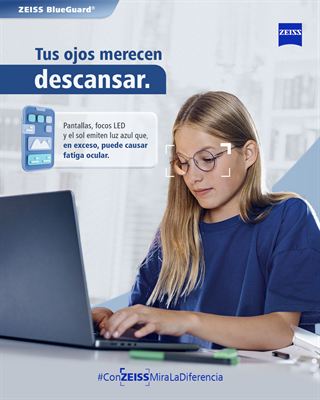 ZEISS BlueGuard®
ZEISS
Tus ojos merecen
descansar.
Pantallas, focos LED
y el sol emiten luz azul que,
en exceso, puede causar
fatiga ocular.
#ConZEISSMiraLaDiferencia